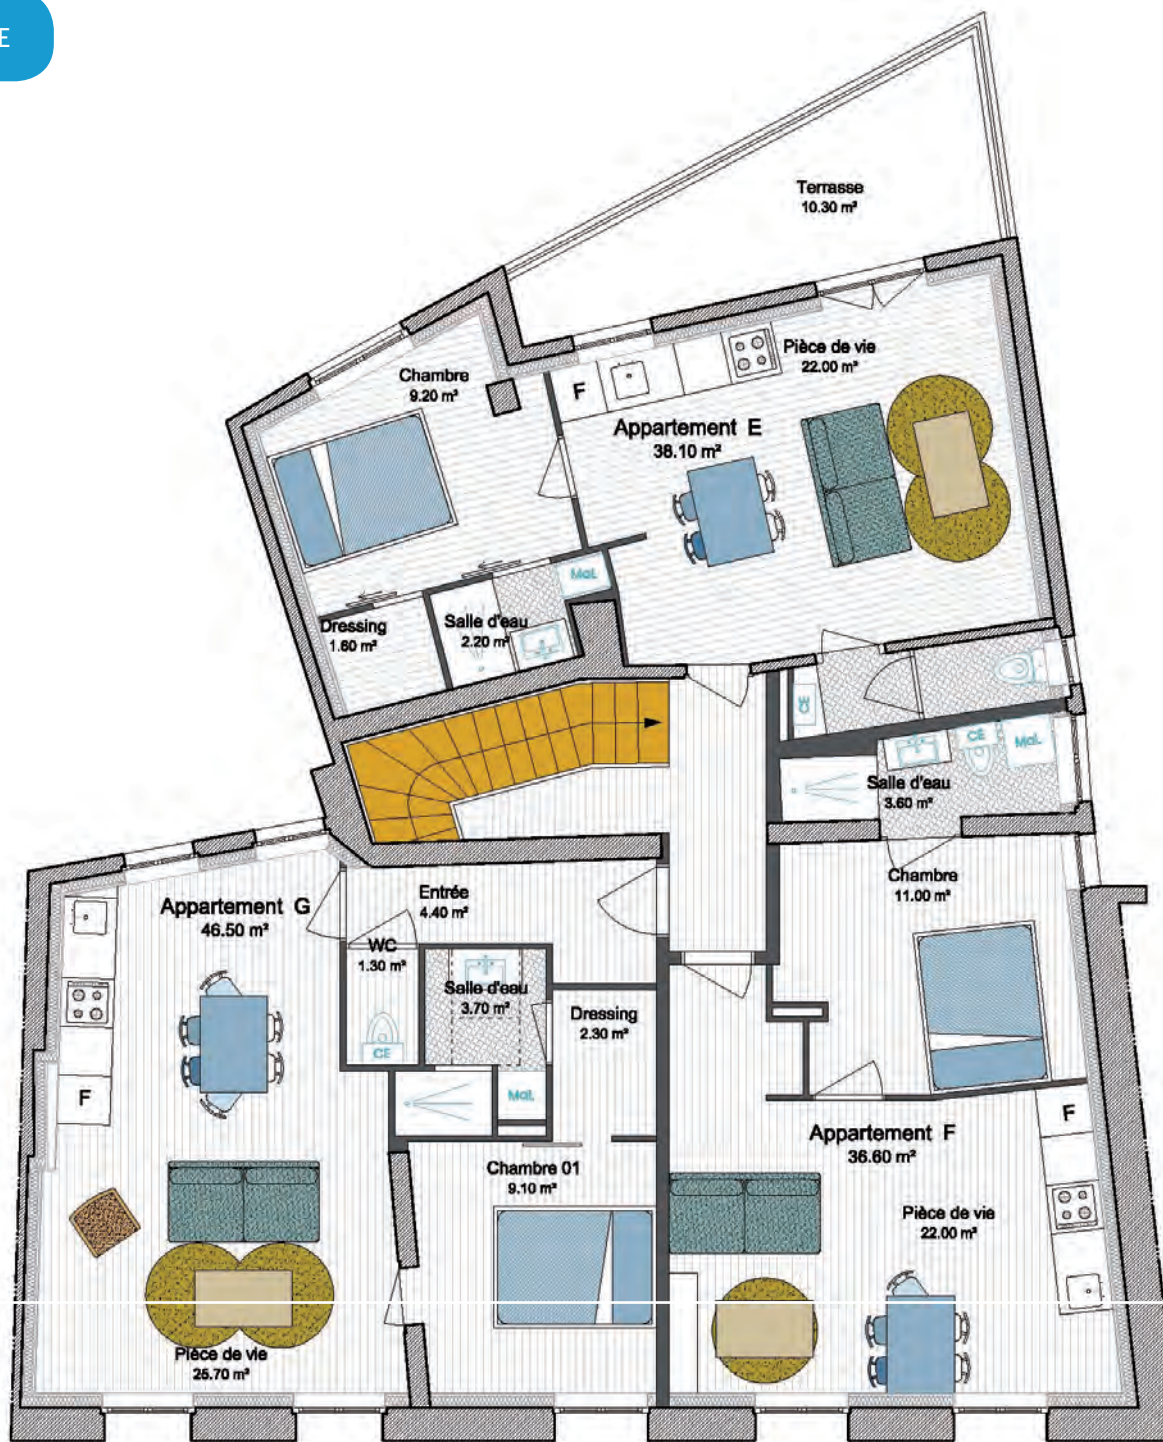 E
Terrasse
10.30 m²
Pièce de vie
22.00 m²
Chambre
9.20 m²
F
Appartement E
38.10 m²
MaL
Salle d'eau
2.20 m²
Dressing
1.60 m²
CE
CE
MaL
Salle d'eau
3.60 m²
Chambre
11.00 m²
Entrée
4.40 m²
Appartement G
46.50 m²
WC
1.30 m²
Salle d'eau
3.70 m²
Dressing
2.30 m²
CE
MaL
F
F
Appartement F
36.60 m²
Chambre 01
9.10 m²
Pièce de vie
22.00 m²
Pièce de vie
25.70 m²